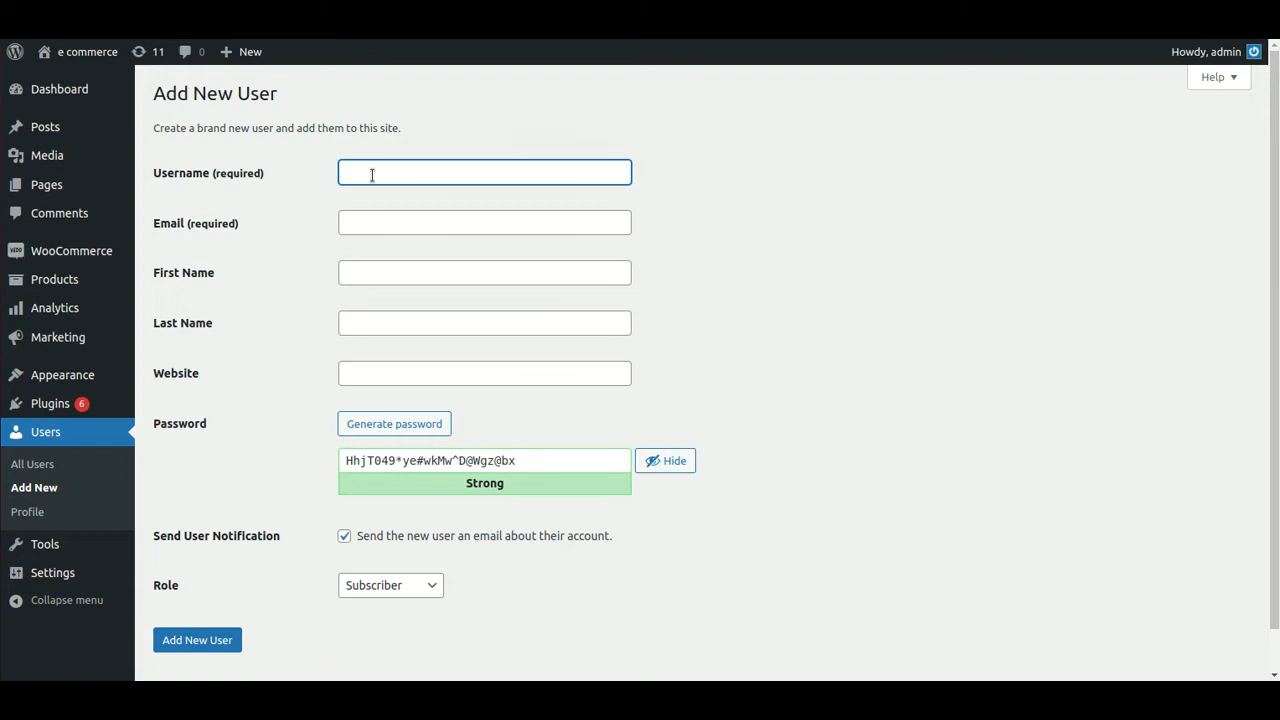 e commerce 11 0 New Howdy, admin
Help
Dashboard
Posts
Media
Pages
Comments
WooCommerce
Products
Analytics
Marketing
Appearance
Plugins 6
Users
All Users
Add New
Profile
Tools
Settings
Collapse menu
Add New User
Create a brand new user and add them to this site.
Username (required)
Email (required)
First Name
Last Name
Website
Password Generate password
HhjT049*ye#wkMw^D@Wgz@bx Hide
Strong
Send User Notification Send the new user an email about their account.
Role Subscriber
Add New User